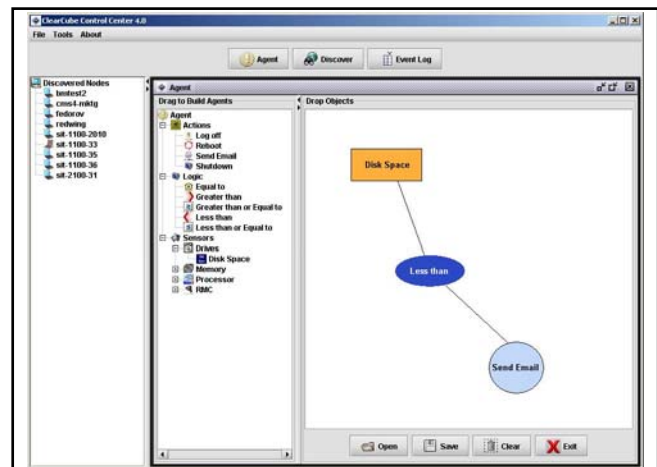 ClearCube Control Center 4.0
File Tools About
Agent Discover Event Log
Discovered Nodes
bmtest2
cms4-mktg
fedorov
redwing
sit-1100-2010
sit-1100-33
sit-1100-35
sit-1100-36
sit-2100-31
Agent
Drag to Build Agents
Agent
Actions
Log off
Reboot
Send Email
Shutdown
Logic
Equal to
Greater than
Greater than or Equal to
Less than
Less than or Equal to
Sensors
Drives
Disk Space
Memory
Processor
RMC
Drop Objects
Disk Space
Less than
Send Email
Open Save Clear Exit